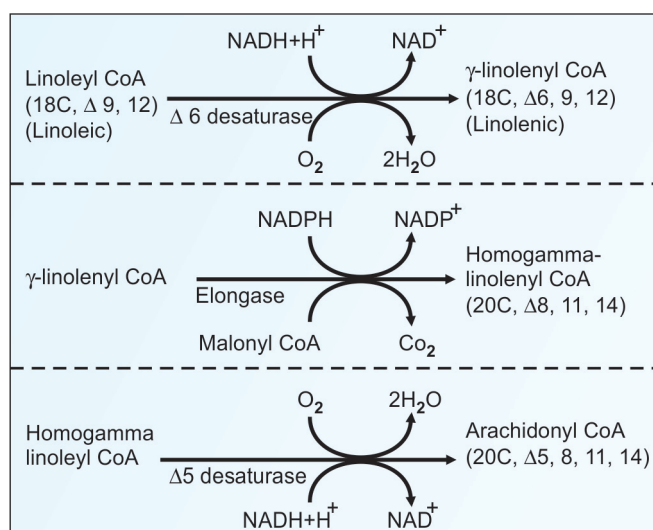 NADH+H⁺ NAD⁺
Linoleyl CoA
(18C, Δ 9, 12)
(Linoleic)
Δ 6 desaturase
γ-linolenyl CoA
(18C, Δ6, 9, 12)
(Linolenic)
O₂ 2H₂O
NADPH NADP⁺
γ-linolenyl CoA
Elongase
Homogamma-
linolenyl CoA
(20C, Δ8, 11, 14)
Malonyl CoA Co₂
O₂ 2H₂O
Homogamma
linoleyl CoA
Δ5 desaturase
Arachidonyl CoA
(20C, Δ5, 8, 11, 14)
NADH+H⁺ NAD⁺